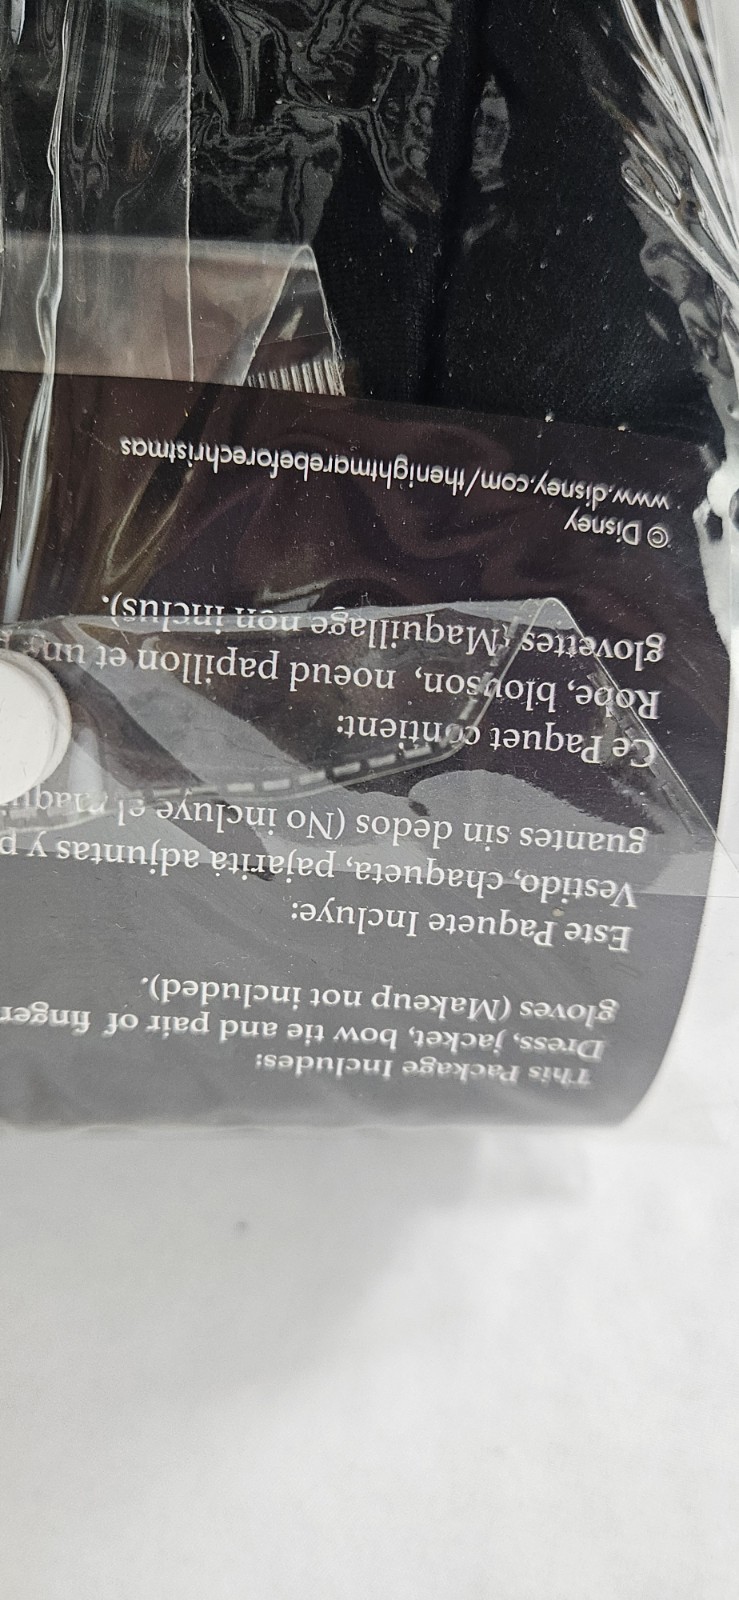 This Package Includes:
Dress, jacket, bow tie and pair of finger
gloves (Makeup not included).
Este Paquete Incluye:
Vestido, chaqueta, pajarita adjuntas y
guantes sin dedos (No incluye el
Ce Paquet contient:
Robe, blouson, noeud papillon et un
glovettes (Maquillage non inclus).
© Disney
www.disney.com/thenightmarebeforechristmas